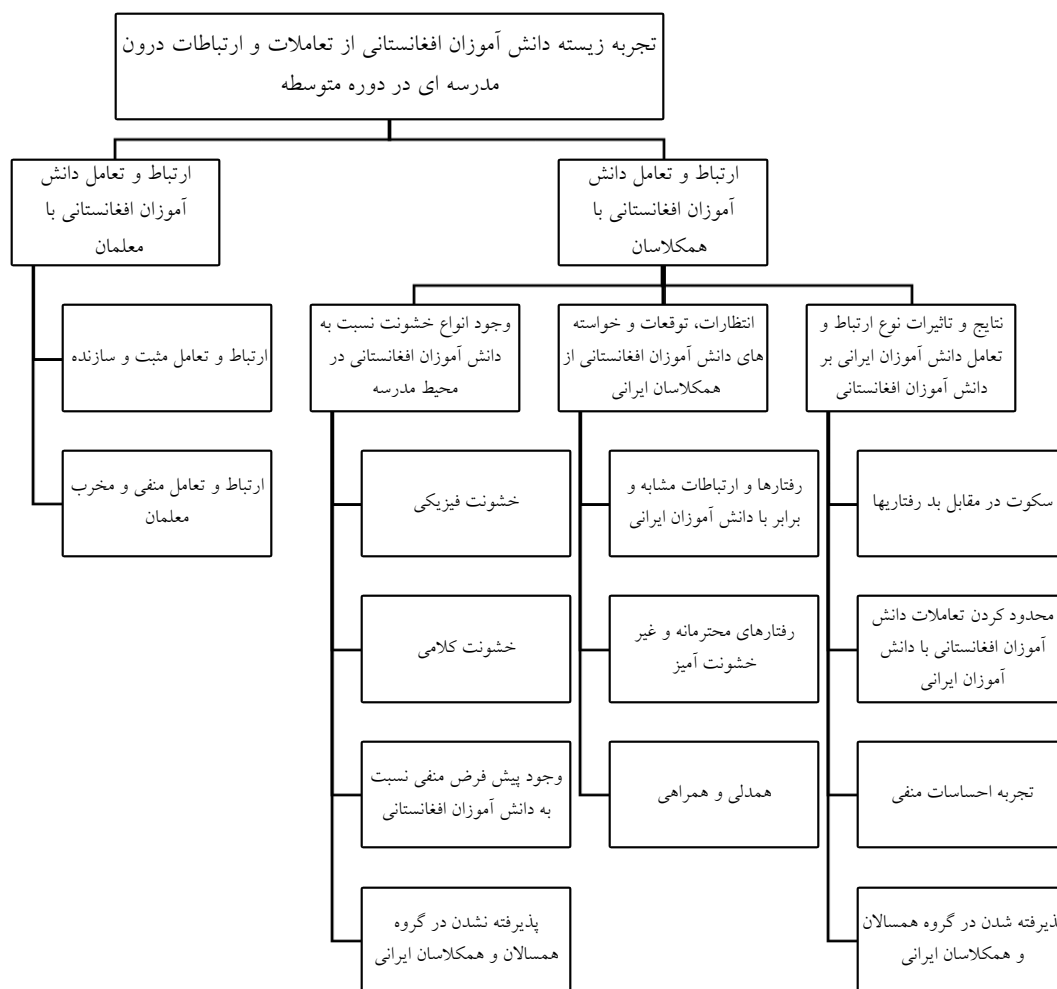 تجربه زیسته دانش آموزان افغانستانی از تعاملات و ارتباطات درون
مدرسه ای در دوره متوسطه
ارتباط و تعامل دانش
آموزان افغانستانی با
همکلاسان
ارتباط و تعامل دانش
آموزان افغانستانی با
معلمان
نتایج و تاثیرات نوع ارتباط و
تعامل دانش آموزان ایرانی بر
دانش آموزان افغانستانی
سکوت در مقابل بد رفتاریها
محدود کردن تعاملات دانش
آموزان افغانستانی با دانش
آموزان ایرانی
تجربه احساسات منفی
پذیرفته شدن در گروه همسالان
و همکلاسان ایرانی
انتظارات، توقعات و خواسته
های دانش آموزان افغانستانی از
همکلاسان ایرانی
رفتارها و ارتباطات مشابه و
برابر با دانش آموزان ایرانی
رفتارهای محترمانه و غیر
خشونت آمیز
همدلی و همراهی
وجود انواع خشونت نسبت به
دانش آموزان افغانستانی در
محیط مدرسه
خشونت فیزیکی
خشونت کلامی
وجود پیش فرض منفی نسبت
به دانش آموزان افغانستانی
پذیرفته نشدن در گروه
همسالان و همکلاسان ایرانی
ارتباط و تعامل مثبت و سازنده
ارتباط و تعامل منفی و مخرب
معلمان